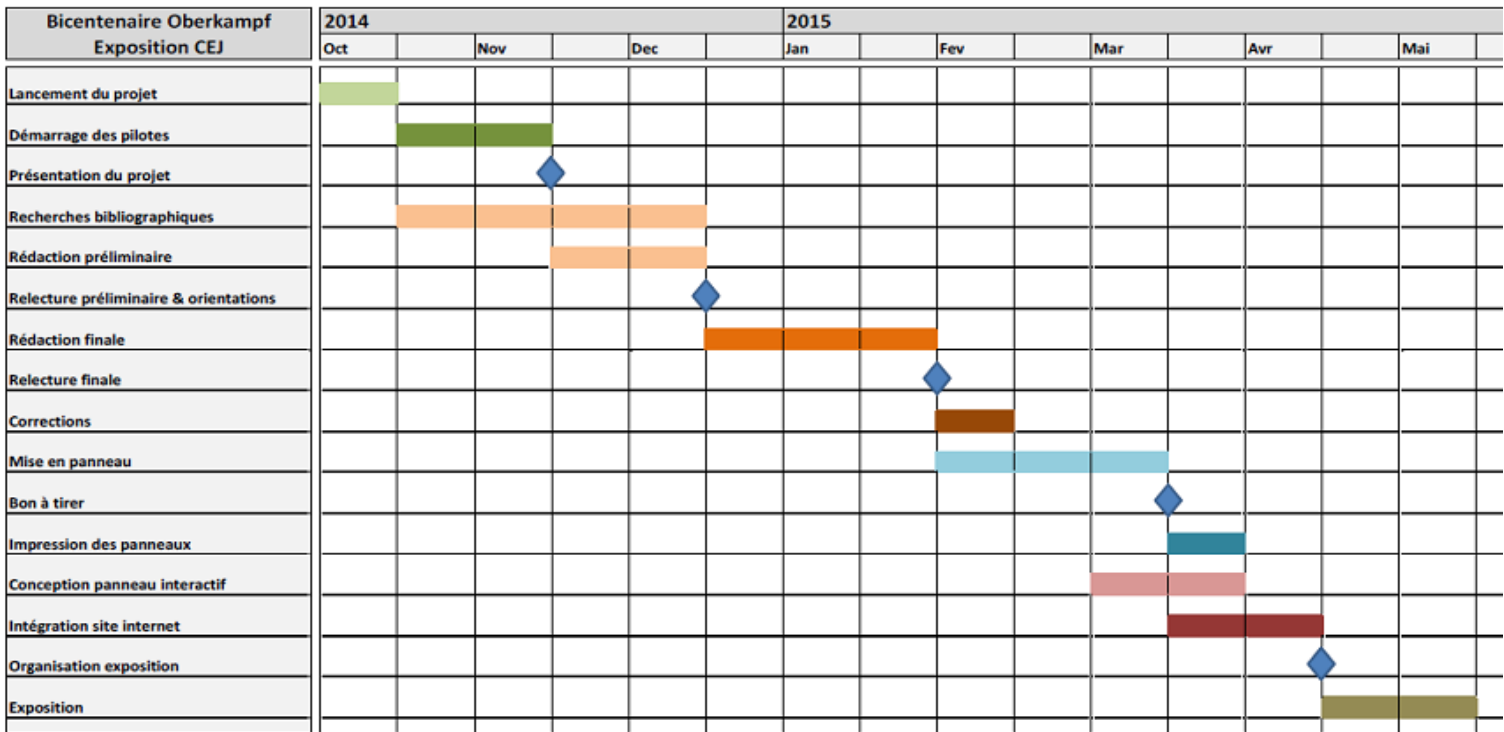 Bicentenaire Oberkampf
Exposition CEJ
2014
2015
Oct
Nov
Dec
Jan
Fev
Mar
Avr
Mai
Lancement du projet
Démarrage des pilotes
Présentation du projet
Recherches bibliographiques
Rédaction préliminaire
Relecture préliminaire & orientations
Rédaction finale
Relecture finale
Corrections
Mise en panneau
Bon à tirer
Impression des panneaux
Conception panneau interactif
Intégration site internet
Organisation exposition
Exposition